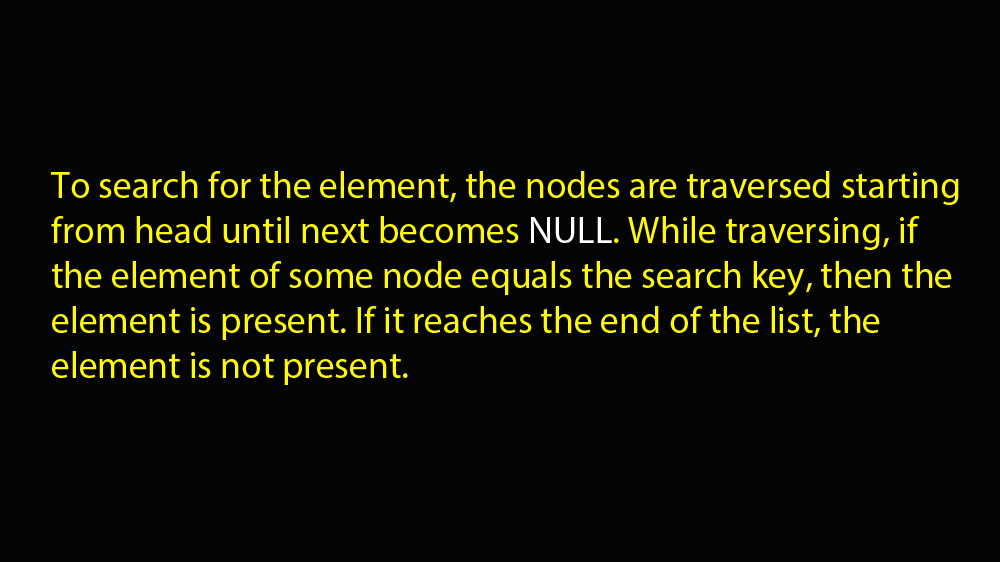 To search for the element, the nodes are traversed starting
from head until next becomes NULL. While traversing, if
the element of some node equals the search key, then the
element is present. If it reaches the end of the list, the
element is not present.